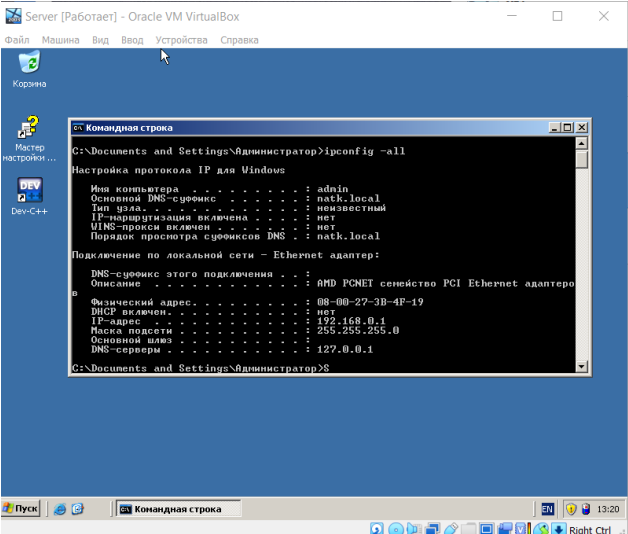 Server [Работает] - Oracle VM VirtualBox
Файл Машина Вид Ввод Устройства Справка
Корзина
Мастер
настройки ...
DEV
Dev-C++
Командная строка
C:\Documents and Settings\Администратор>ipconfig -all
Настройка протокола IP для Windows
Имя компьютера . . . . . . . . . : admin
Основной DNS-суффикс . . . . . . : natk.local
Тип узла. . . . . . . . . . . . . : неизвестный
IP-маршрутизация включена . . . . : нет
WINS-прокси включен . . . . . . . : нет
Порядок просмотра суффиксов DNS . : natk.local
Подключение по локальной сети - Ethernet адаптер:
DNS-суффикс этого подключения . . :
Описание . . . . . . . . . . . . : AMD PCNET семейство PCI Ethernet адаптеро
в
Физический адрес. . . . . . . . . : 08-00-27-3B-4F-19
DHCP включен. . . . . . . . . . . : нет
IP-адрес . . . . . . . . . . . . : 192.168.0.1
Маска подсети . . . . . . . . . . : 255.255.255.0
Основной шлюз . . . . . . . . . . :
DNS-серверы . . . . . . . . . . . : 127.0.0.1
C:\Documents and Settings\Администратор>S
Пуск
Командная строка
EN
13:20
Right Ctrl